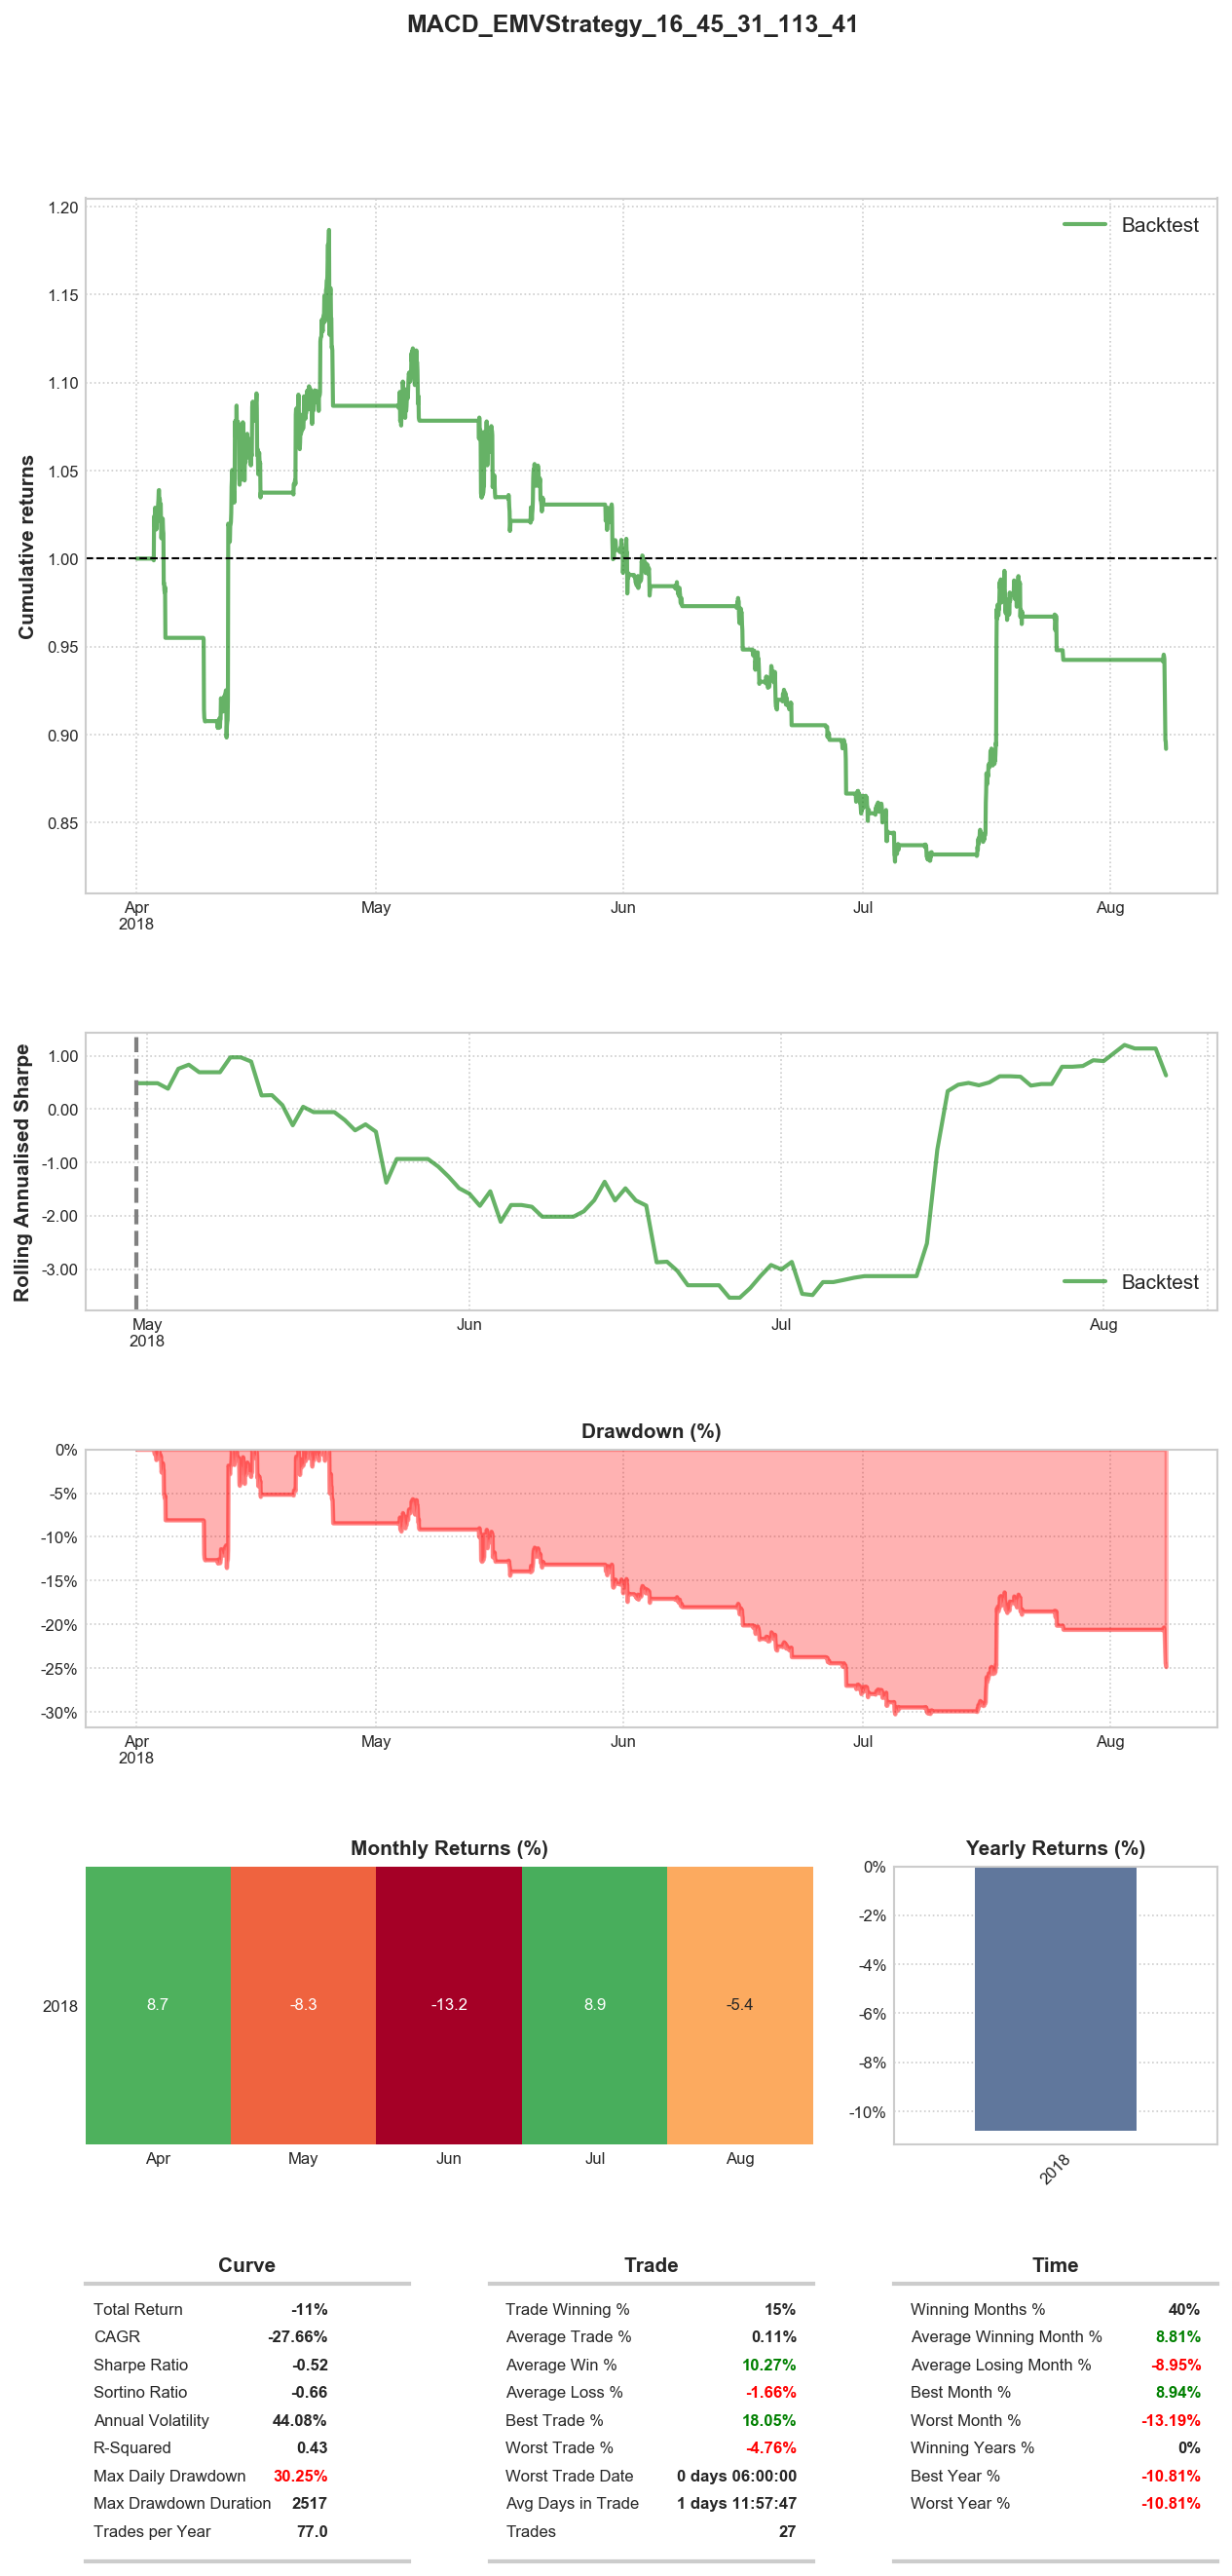 MACD_EMVStrategy_16_45_31_113_41
Cumulative returns
1.20
1.15
1.10
1.05
1.00
0.95
0.90
0.85
Backtest
Apr
2018
May
Jun
Jul
Aug
Rolling Annualised Sharpe
1.00
0.00
-1.00
-2.00
-3.00
Backtest
May
2018
Jun
Jul
Aug
Drawdown (%)
0%
-5%
-10%
-15%
-20%
-25%
-30%
Apr
2018
May
Jun
Jul
Aug
Monthly Returns (%)
2018
8.7
-8.3
-13.2
8.9
-5.4
Apr
May
Jun
Jul
Aug
Yearly Returns (%)
0%
-2%
-4%
-6%
-8%
-10%
2018
Curve
Total Return -11%
CAGR -27.66%
Sharpe Ratio -0.52
Sortino Ratio -0.66
Annual Volatility 44.08%
R-Squared 0.43
Max Daily Drawdown 30.25%
Max Drawdown Duration 2517
Trades per Year 77.0
Trade
Trade Winning % 15%
Average Trade % 0.11%
Average Win % 10.27%
Average Loss % -1.66%
Best Trade % 18.05%
Worst Trade % -4.76%
Worst Trade Date 0 days 06:00:00
Avg Days in Trade 1 days 11:57:47
Trades 27
Time
Winning Months % 40%
Average Winning Month % 8.81%
Average Losing Month % -8.95%
Best Month % 8.94%
Worst Month % -13.19%
Winning Years % 0%
Best Year % -10.81%
Worst Year % -10.81%